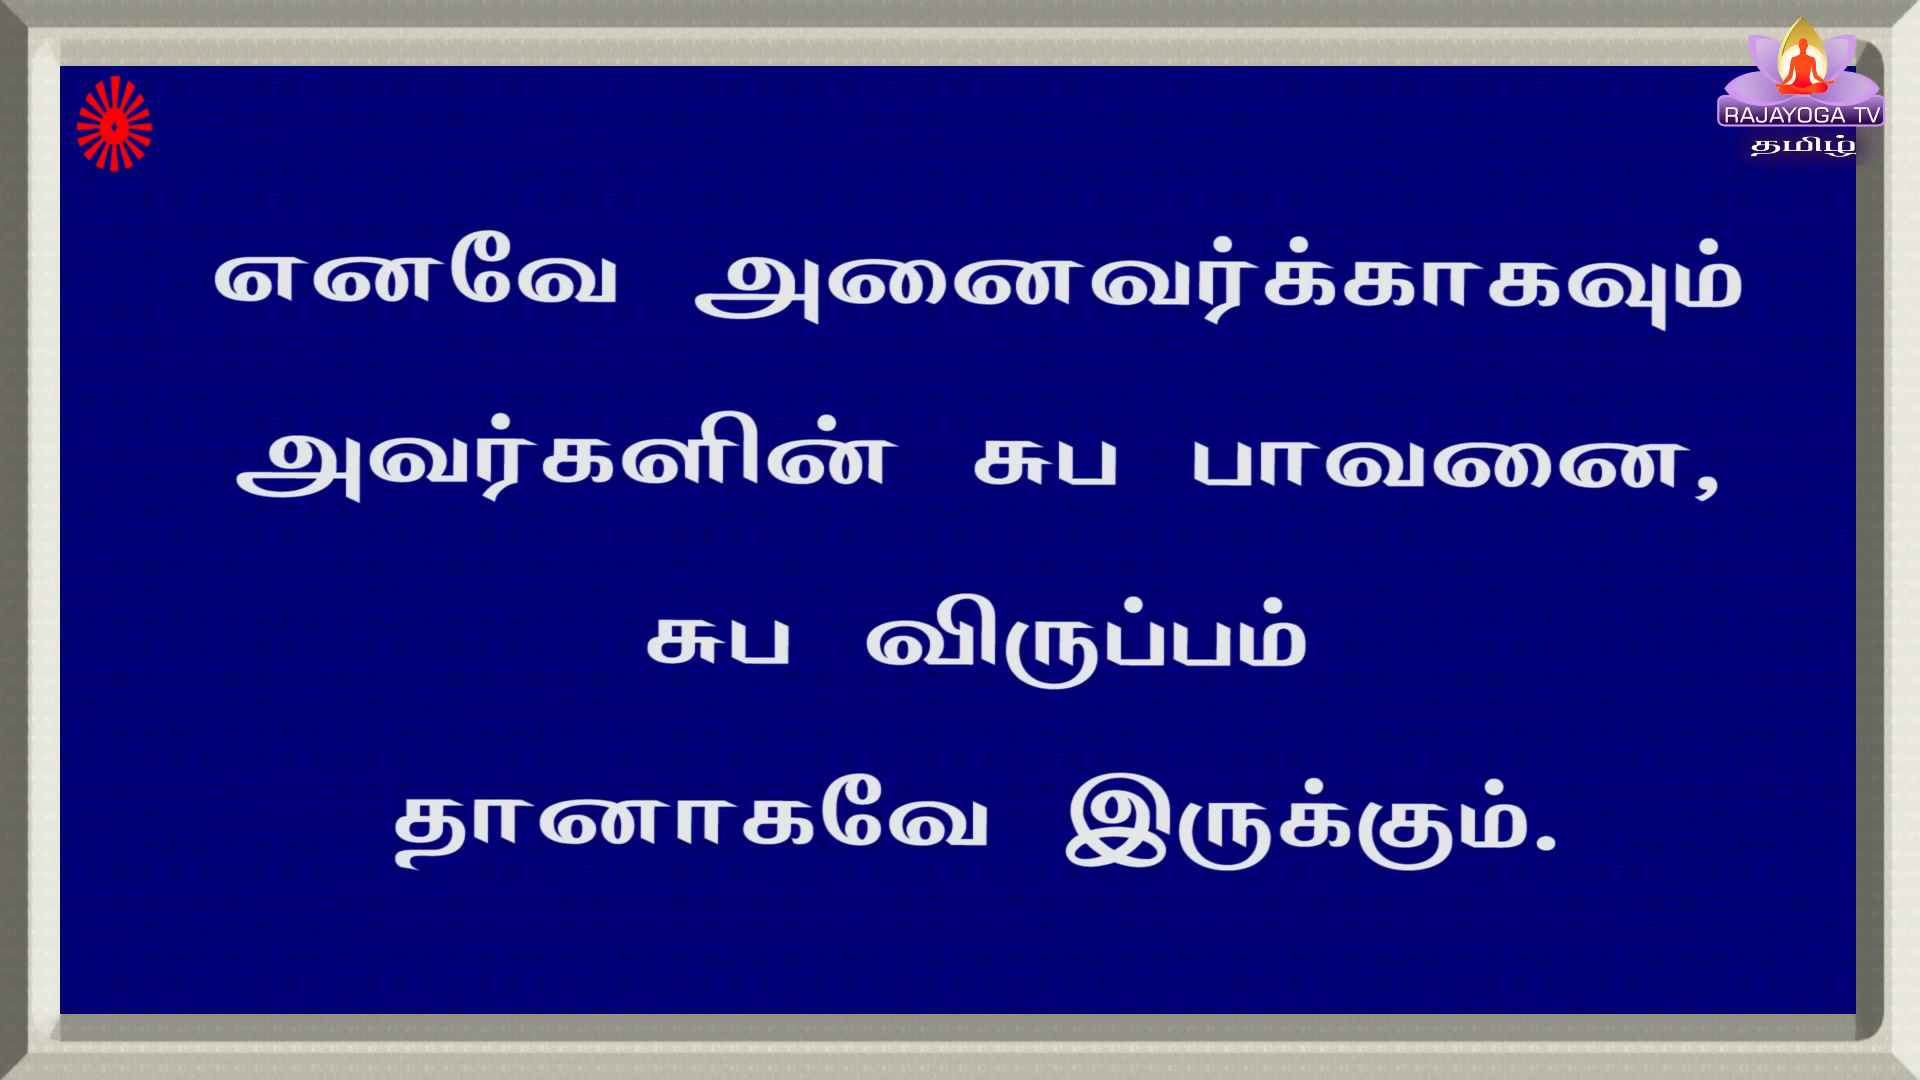 RAJAYOGA TV
தமிழ்
எனவே அனைவர்க்காகவும்
அவர்களின் சுப பாவனை,
சுப விருப்பம்
தானாகவே இருக்கும்.